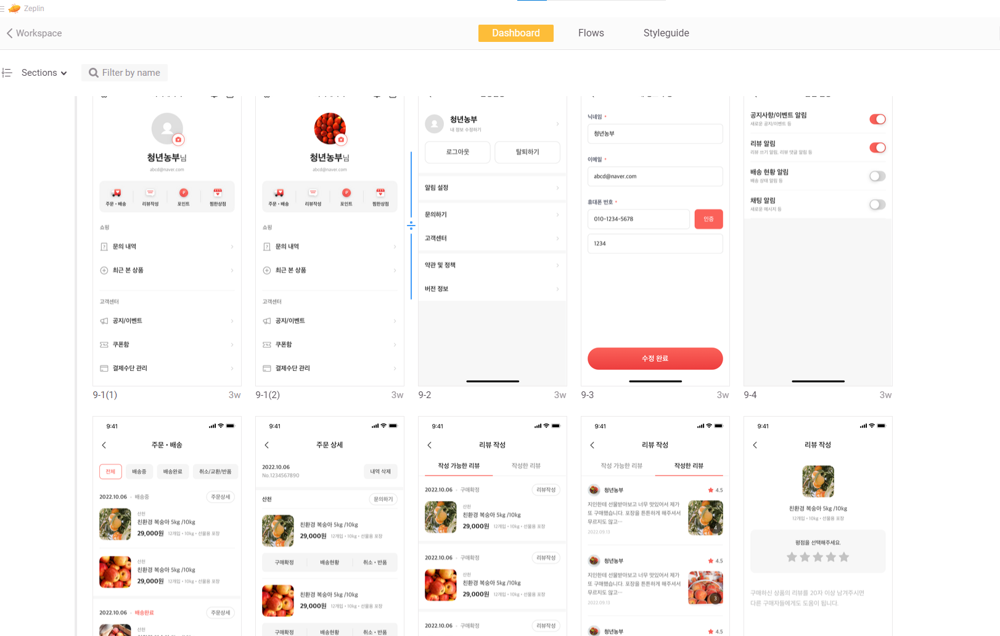 Zeplin
Workspace
Dashboard
Flows
Styleguide
Sections
Filter by name
청년농부님
abcd@naver.com
주문・배송
리뷰작성
포인트
찜한상점
쇼핑
문의 내역
최근 본 상품
고객센터
공지/이벤트
쿠폰함
결제수단 관리
9-1(1)
3w
청년농부님
abcd@naver.com
주문・배송
리뷰작성
포인트
찜한상점
쇼핑
문의 내역
최근 본 상품
고객센터
공지/이벤트
쿠폰함
결제수단 관리
9-1(2)
3w
청년농부
내 정보 수정하기
로그아웃
탈퇴하기
알림 설정
문의하기
고객센터
약관 및 정책
버전 정보
9-2
3w
닉네임 *
청년농부
이메일 *
abcd@naver.com
휴대폰 번호 *
010-1234-5678
인증
1234
수정 완료
9-3
3w
공지사항/이벤트 알림
새로운 공지/이벤트 등
리뷰 알림
리뷰 쓰기 알림, 리뷰 댓글 알림 등
배송 현황 알림
배송 상태 알림 등
채팅 알림
새로운 메시지 등
9-4
3w
9:41
주문・배송
전체
배송중
배송완료
취소/교환/반품
2022.10.06 • 배송중
주문상세
산천
친환경 복숭아 5kg /10kg
29,000원 12개입・10kg・선물용 포장
산천
친환경 복숭아 5kg /10kg
29,000원 12개입・10kg・선물용 포장
2022.10.06 • 배송완료
주문상세
산천
9:41
주문 상세
2022.10.06
No.1234567890
내역 삭제
산천
문의하기
친환경 복숭아 5kg /10kg
29,000원 12개입・10kg・선물용 포장
구매확정
배송현황
취소・반품
친환경 복숭아 5kg /10kg
29,000원 12개입・10kg・선물용 포장
구매확정
배송현황
취소・반품
9:41
리뷰 작성
작성 가능한 리뷰
작성한 리뷰
2022.10.06 • 구매확정
리뷰작성
산천
친환경 복숭아 5kg /10kg
29,000원 12개입・10kg・선물용 포장
2022.10.06 • 구매확정
리뷰작성
산천
친환경 복숭아 5kg /10kg
29,000원 12개입・10kg・선물용 포장
2022.10.06 • 구매확정
리뷰작성
9:41
리뷰 작성
작성 가능한 리뷰
작성한 리뷰
청년농부
4.5
지인한테 선물받아보고 너무 맛있어서 제가
또 구매했습니다. 포장을 튼튼하게 해주셔서
무르지도 않고…
2022.09.13
4
청년농부
4.5
지인한테 선물받아보고 너무 맛있어서 제가
또 구매했습니다. 포장을 튼튼하게 해주셔서
무르지도 않고…
2022.09.13
3
청년농부
4.5
9:41
리뷰 작성
친환경 복숭아 5kg /10kg
12개입・10kg・선물용 포장
평점을 선택해주세요.
구매하신 상품의 리뷰를 20자 이상 남겨주시면
다른 구매자들에게도 도움이 됩니다.